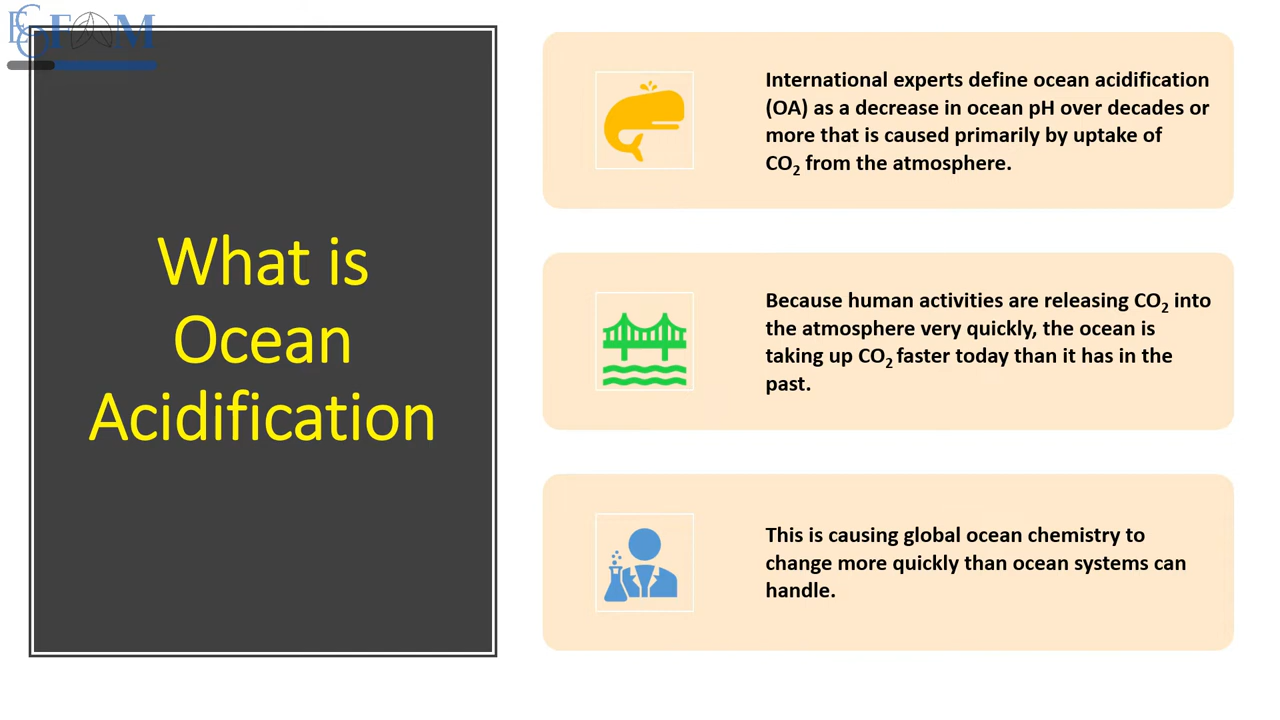 What is
Ocean
Acidification
International experts define ocean acidification
(OA) as a decrease in ocean pH over decades or
more that is caused primarily by uptake of
CO₂ from the atmosphere.
Because human activities are releasing CO₂ into
the atmosphere very quickly, the ocean is
taking up CO₂ faster today than it has in the
past.
This is causing global ocean chemistry to
change more quickly than ocean systems can
handle.